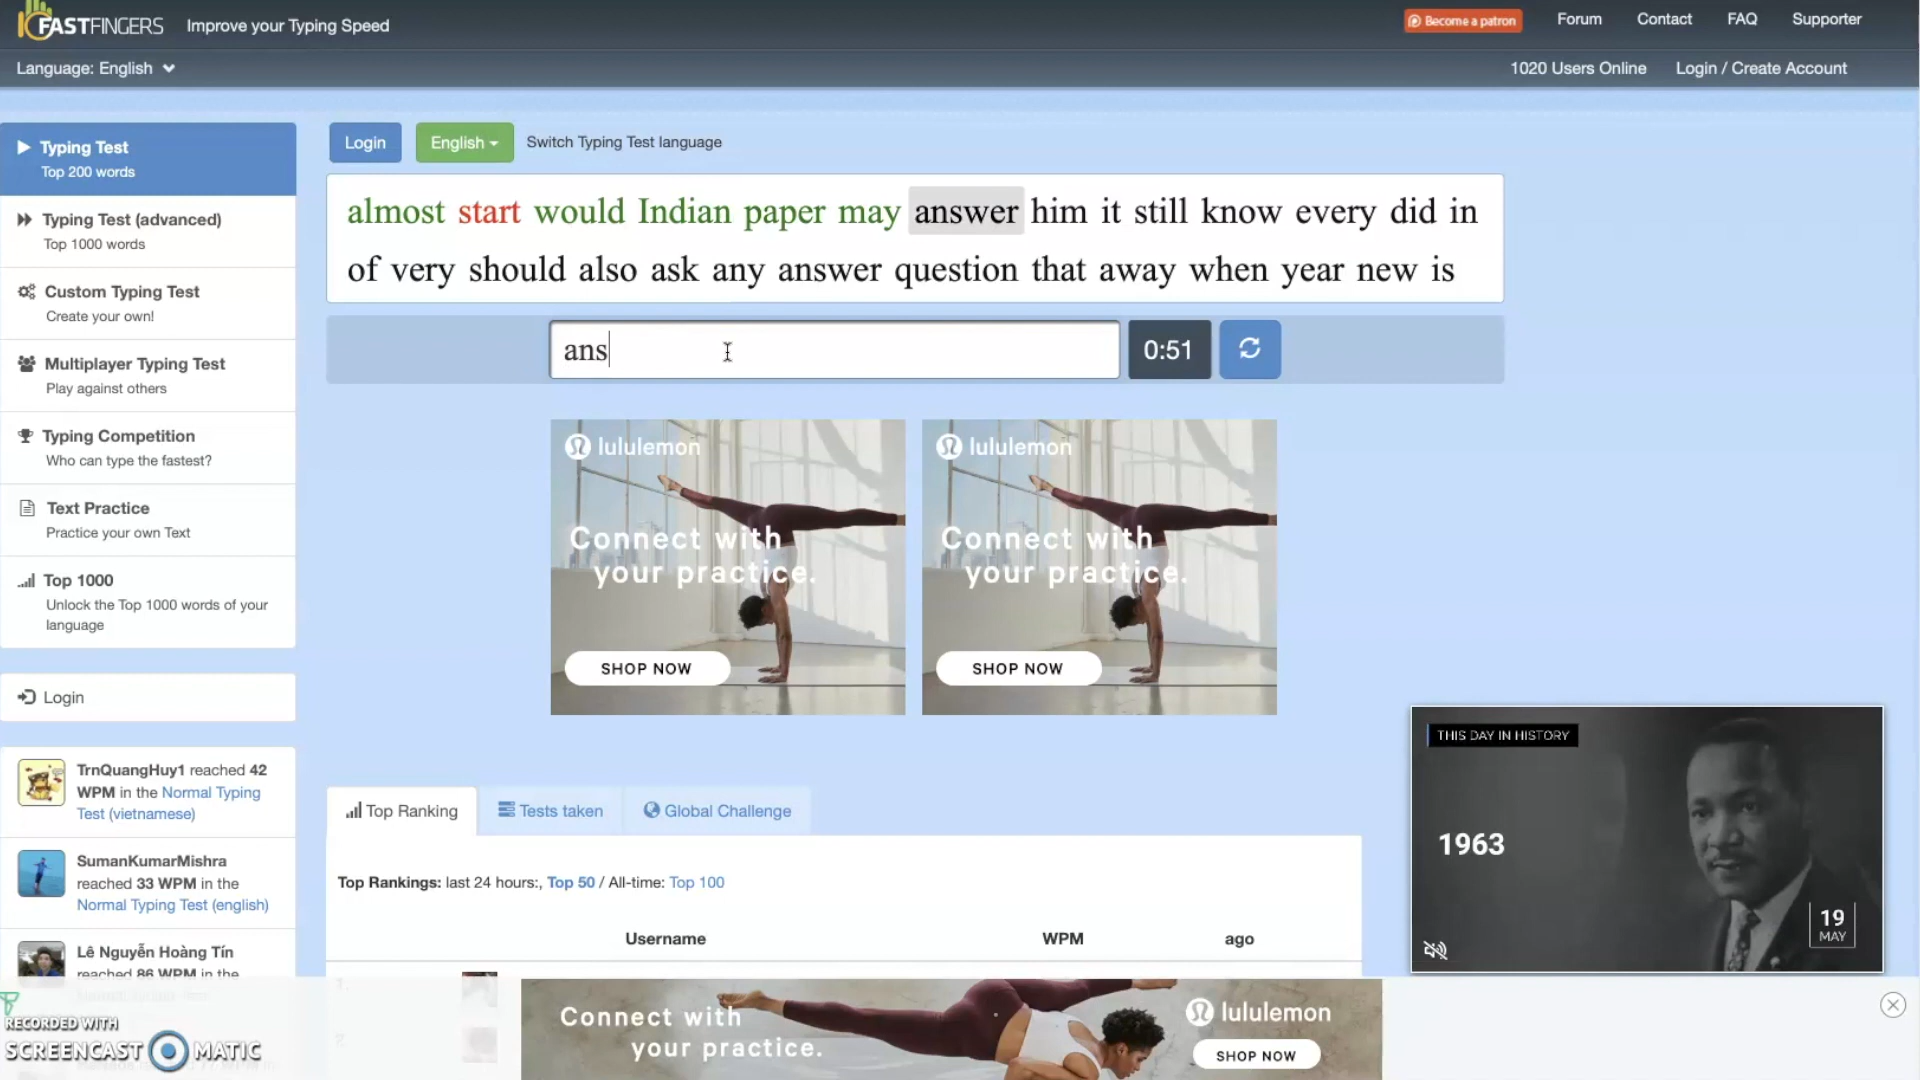 FASTFINGERS Improve your Typing Speed
Become a patron Forum Contact FAQ Supporter
Language: English
1020 Users Online Login / Create Account
Typing Test
Top 200 words
Typing Test (advanced)
Top 1000 words
Custom Typing Test
Create your own!
Multiplayer Typing Test
Play against others
Typing Competition
Who can type the fastest?
Text Practice
Practice your own Text
Top 1000
Unlock the Top 1000 words of your
language
Login
TrnQuangHuy1 reached 42
WPM in the Normal Typing
Test (vietnamese)
SumanKumarMishra
reached 33 WPM in the
Normal Typing Test (english)
Lê Nguyễn Hoàng Tín
reached 86 WPM in the
RECORDED WITH
SCREENCAST MATIC
Login English Switch Typing Test language
almost start would Indian paper may answer him it still know every did in
of very should also ask any answer question that away when year new is
ans 0:51
lululemon
Connect with
your practice.
SHOP NOW
lululemon
Connect with
your practice.
SHOP NOW
Top Ranking Tests taken Global Challenge
Top Rankings: last 24 hours:, Top 50 / All-time: Top 100
Username WPM ago
1.
2.
THIS DAY IN HISTORY
1963
19
MAY
Connect with
your practice.
lululemon
SHOP NOW